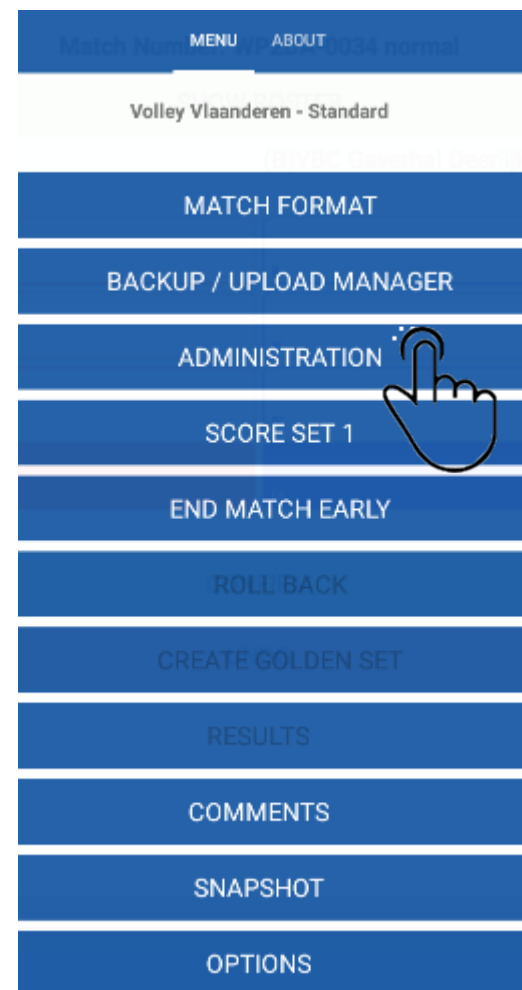 MENU ABOUT
Volley Vlaanderen - Standard
MATCH FORMAT
BACKUP / UPLOAD MANAGER
ADMINISTRATION
SCORE SET 1
END MATCH EARLY
ROLL BACK
CREATE GOLDEN SET
RESULTS
COMMENTS
SNAPSHOT
OPTIONS